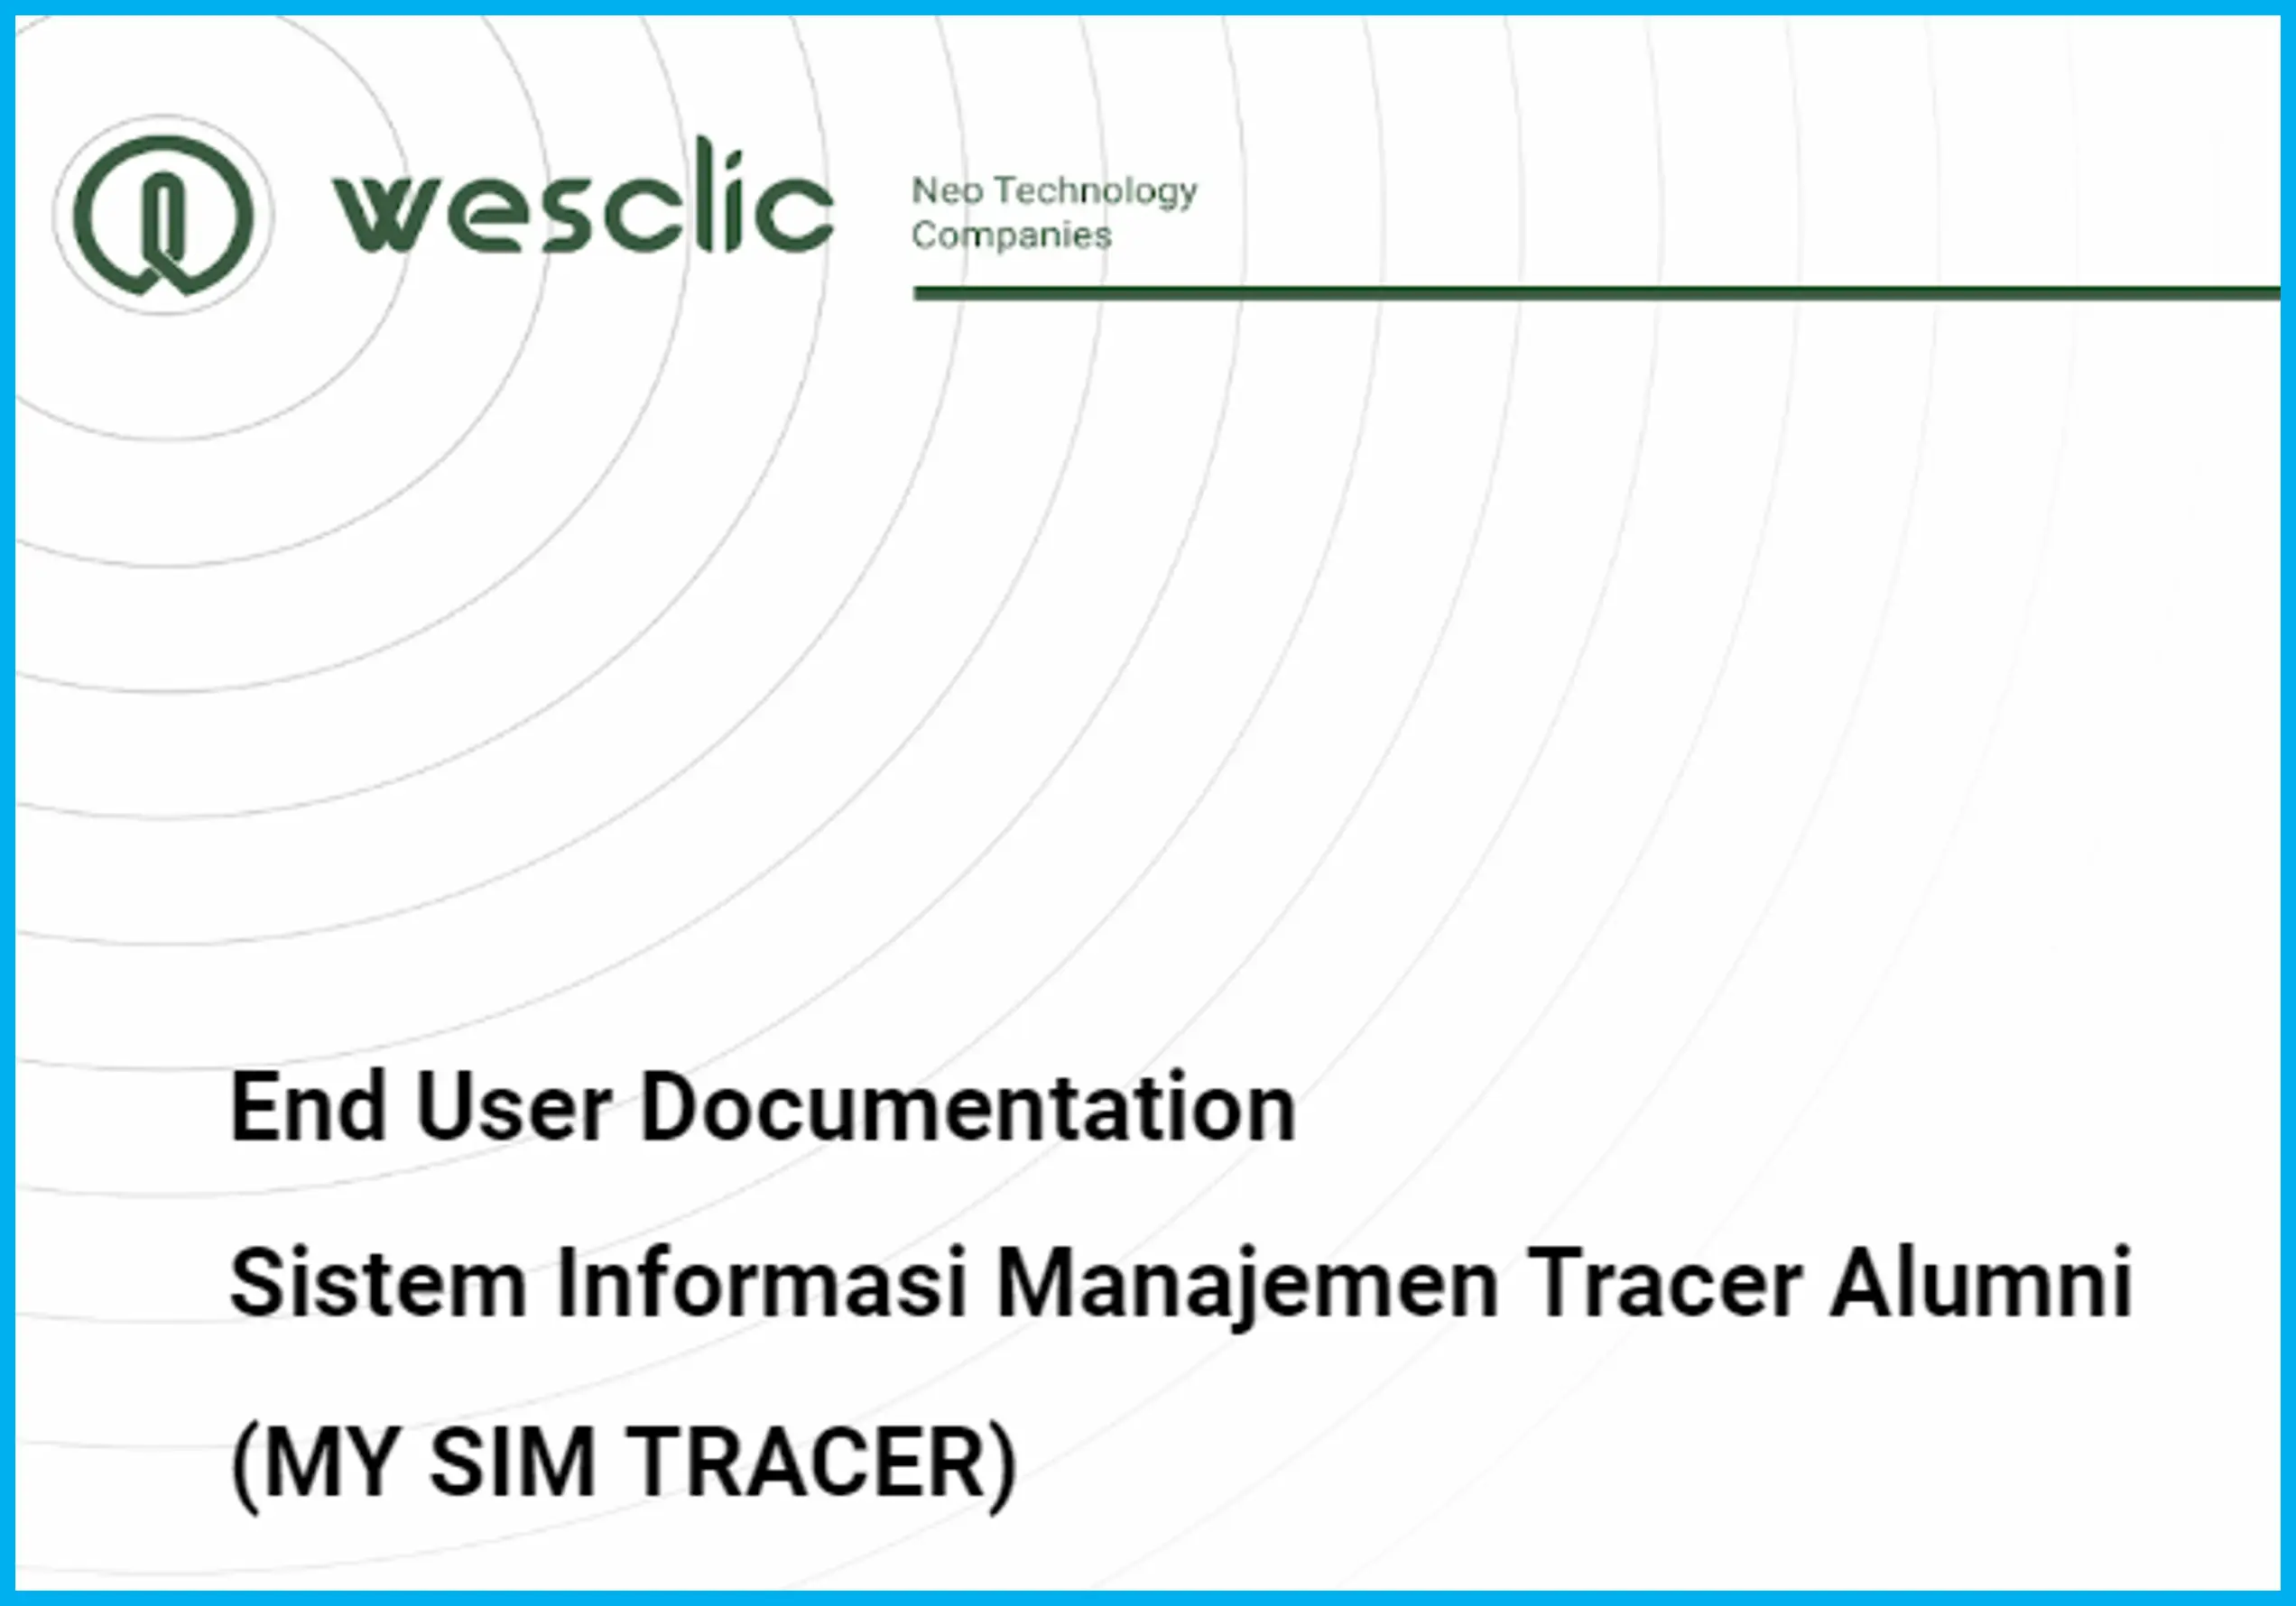 wesclic
Neo Technology
Companies
End User Documentation
Sistem Informasi Manajemen Tracer Alumni
(MY SIM TRACER)